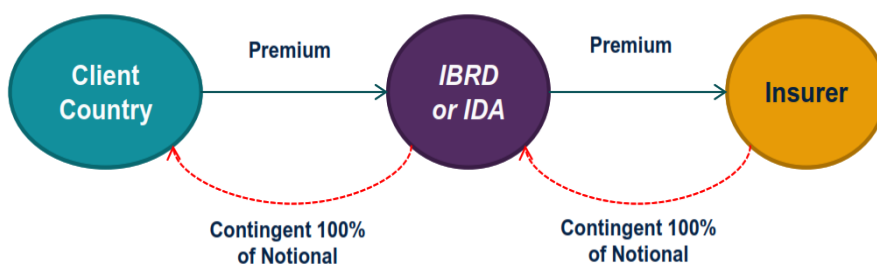 Client
Country
Premium
IBRD
or IDA
Premium
Insurer
Contingent 100%
of Notional
Contingent 100%
of Notional